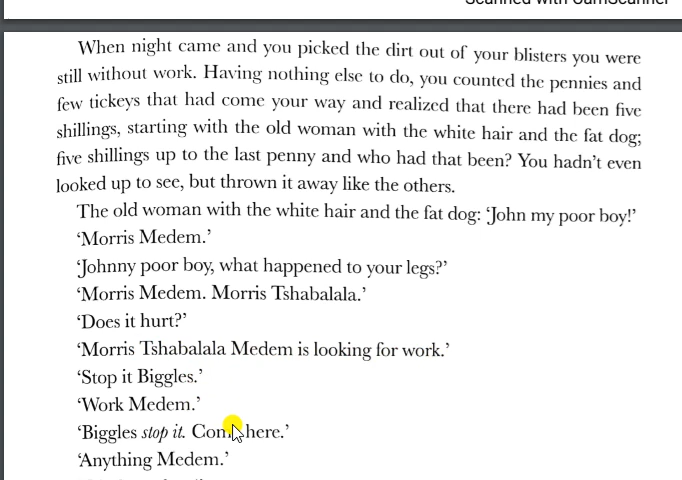 Scanned with CamScanner
When night came and you picked the dirt out of your blisters you were
still without work. Having nothing else to do, you counted the pennies and
few tickeys that had come your way and realized that there had been five
shillings, starting with the old woman with the white hair and the fat dog;
five shillings up to the last penny and who had that been? You hadn’t even
looked up to see, but thrown it away like the others.
The old woman with the white hair and the fat dog: ‘John my poor boy!’
‘Morris Medem.’
‘Johnny poor boy, what happened to your legs?’
‘Morris Medem. Morris Tshabalala.’
‘Does it hurt?’
‘Morris Tshabalala Medem is looking for work.’
‘Stop it Biggles.’
‘Work Medem.’
‘Biggles stop it. Come here.’
‘Anything Medem.’